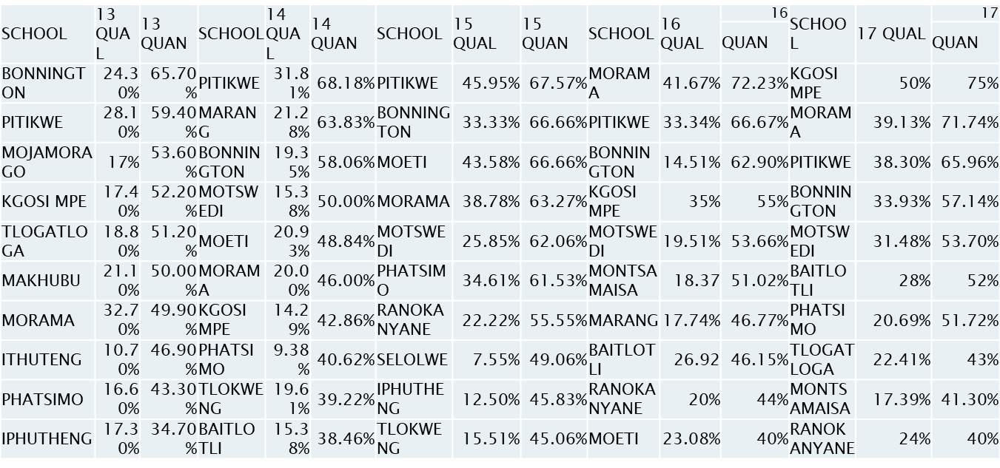 SCHOOL 13 QUAL 13 QUAN SCHOOL 14 QUAL 14 QUAN SCHOOL 15 QUAL 15 QUAN SCHOOL 16 QUAL 16 QUAN SCHOOL 17 QUAL 17 QUAN
BONNINGTON 24.30% 65.70% PITIKWE 31.81% 68.18% PITIKWE 45.95% 67.57% MORAMA 41.67% 72.23% KGOSI MPE 50% 75%
PITIKWE 28.10% 59.40% MARANG 21.28% 63.83% BONNINGTON 33.33% 66.66% PITIKWE 33.34% 66.67% MORAMA 39.13% 71.74%
MOJAMORAGO 17% 53.60% BONNINGTON 19.35% 58.06% MOETI 43.58% 66.66% BONNINGTON 14.51% 62.90% PITIKWE 38.30% 65.96%
KGOSI MPE 17.40% 52.20% MOTSWEDI 15.38% 50.00% MORAMA 38.78% 63.27% KGOSI MPE 35% 55% BONNINGTON 33.93% 57.14%
TLOGATLOGA 18.80% 51.20% MOETI 20.93% 48.84% MOTSWEDI 25.85% 62.06% MOTSWEDI 19.51% 53.66% MOTSWEDI 31.48% 53.70%
MAKHUBU 21.10% 50.00% MORAMA 20.00% 46.00% PHATSIMO 34.61% 61.53% MONTSAMAISA 18.37 51.02% BAITLOTLI 28% 52%
MORAMA 32.70% 49.90% KGOSI MPE 14.29% 42.86% RANOKANYANE 22.22% 55.55% MARANG 17.74% 46.77% PHATSIMO 20.69% 51.72%
ITHUTENG 10.70% 46.90% PHATSIMO 9.38% 40.62% SELOLWE 7.55% 49.06% BAITLOTLI 26.92 46.15% TLOGATLOGA 22.41% 43%
PHATSIMO 16.60% 43.30% TLOKWENG 19.61% 39.22% IPHUTHENG 12.50% 45.83% RANOKANYANE 20% 44% MONTSAMAISA 17.39% 41.30%
IPHUTHENG 17.30% 34.70% BAITLOTLI 15.38% 38.46% TLOKWENG 15.51% 45.06% MOETI 23.08% 40% RANOKANYANE 24% 40%